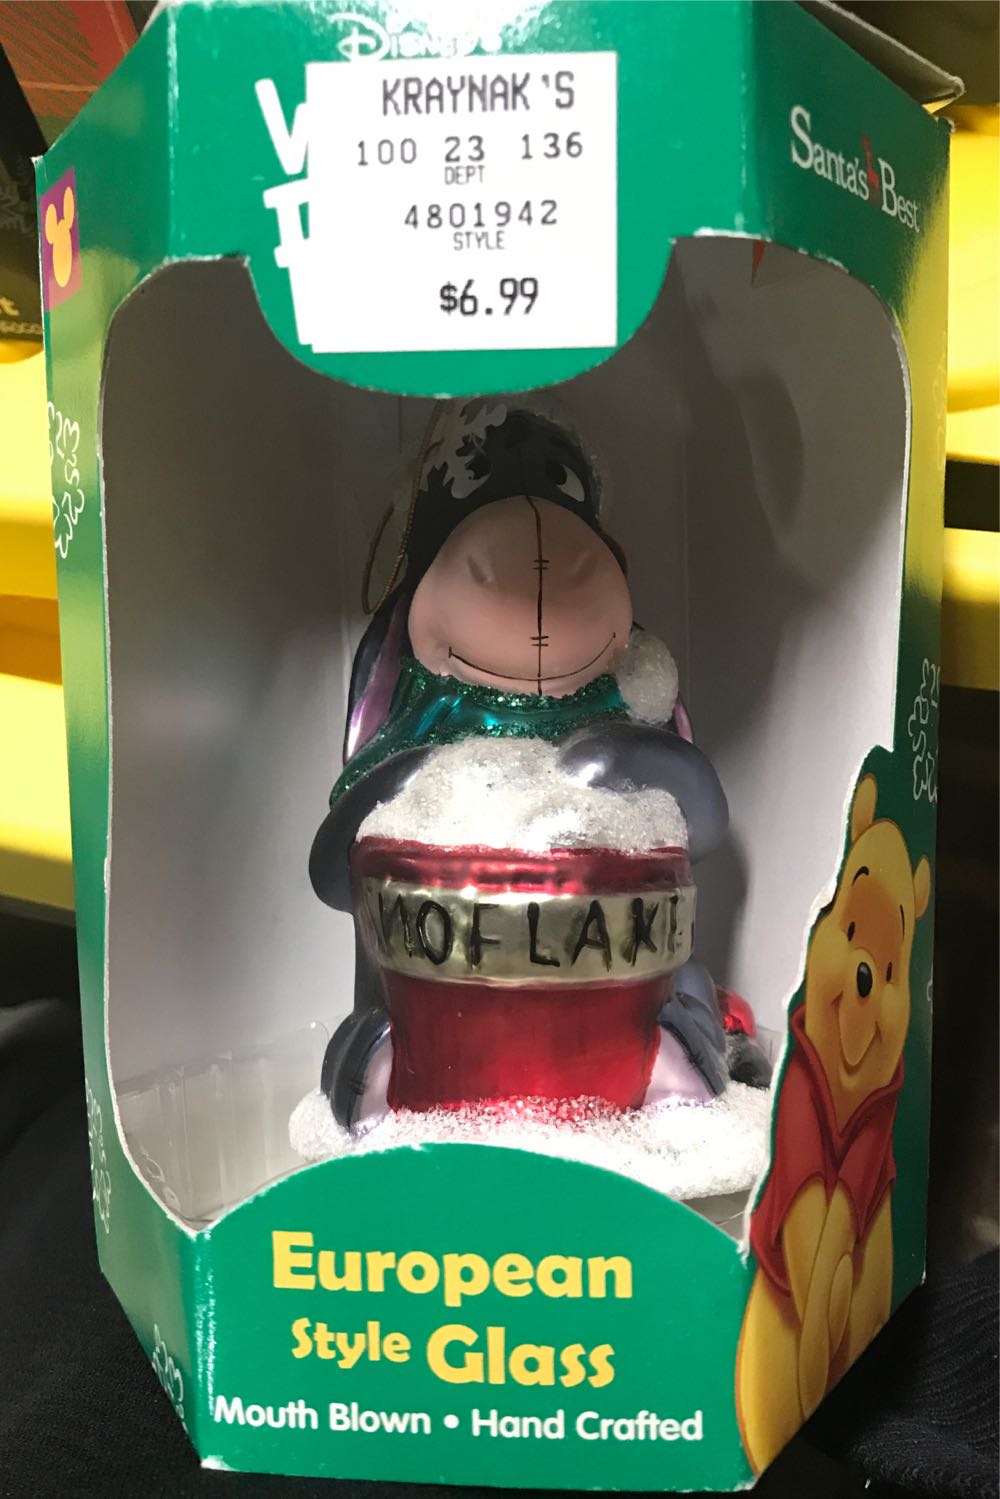 Disney's
KRAYNAK'S
100 23 136
DEPT
4801942
STYLE
$6.99
Santa's Best
NOFLAK
European
Style Glass
Mouth Blown • Hand Crafted